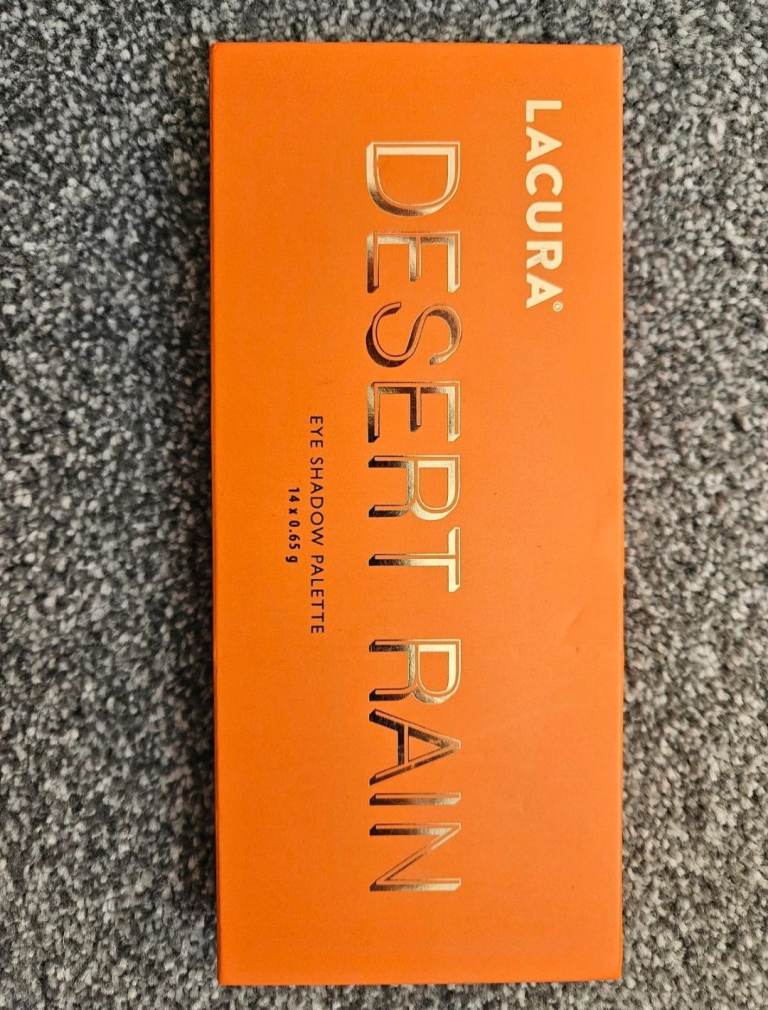 LACURA®
DESERT RAIN
EYE SHADOW PALETTE
14 x 0.65 g